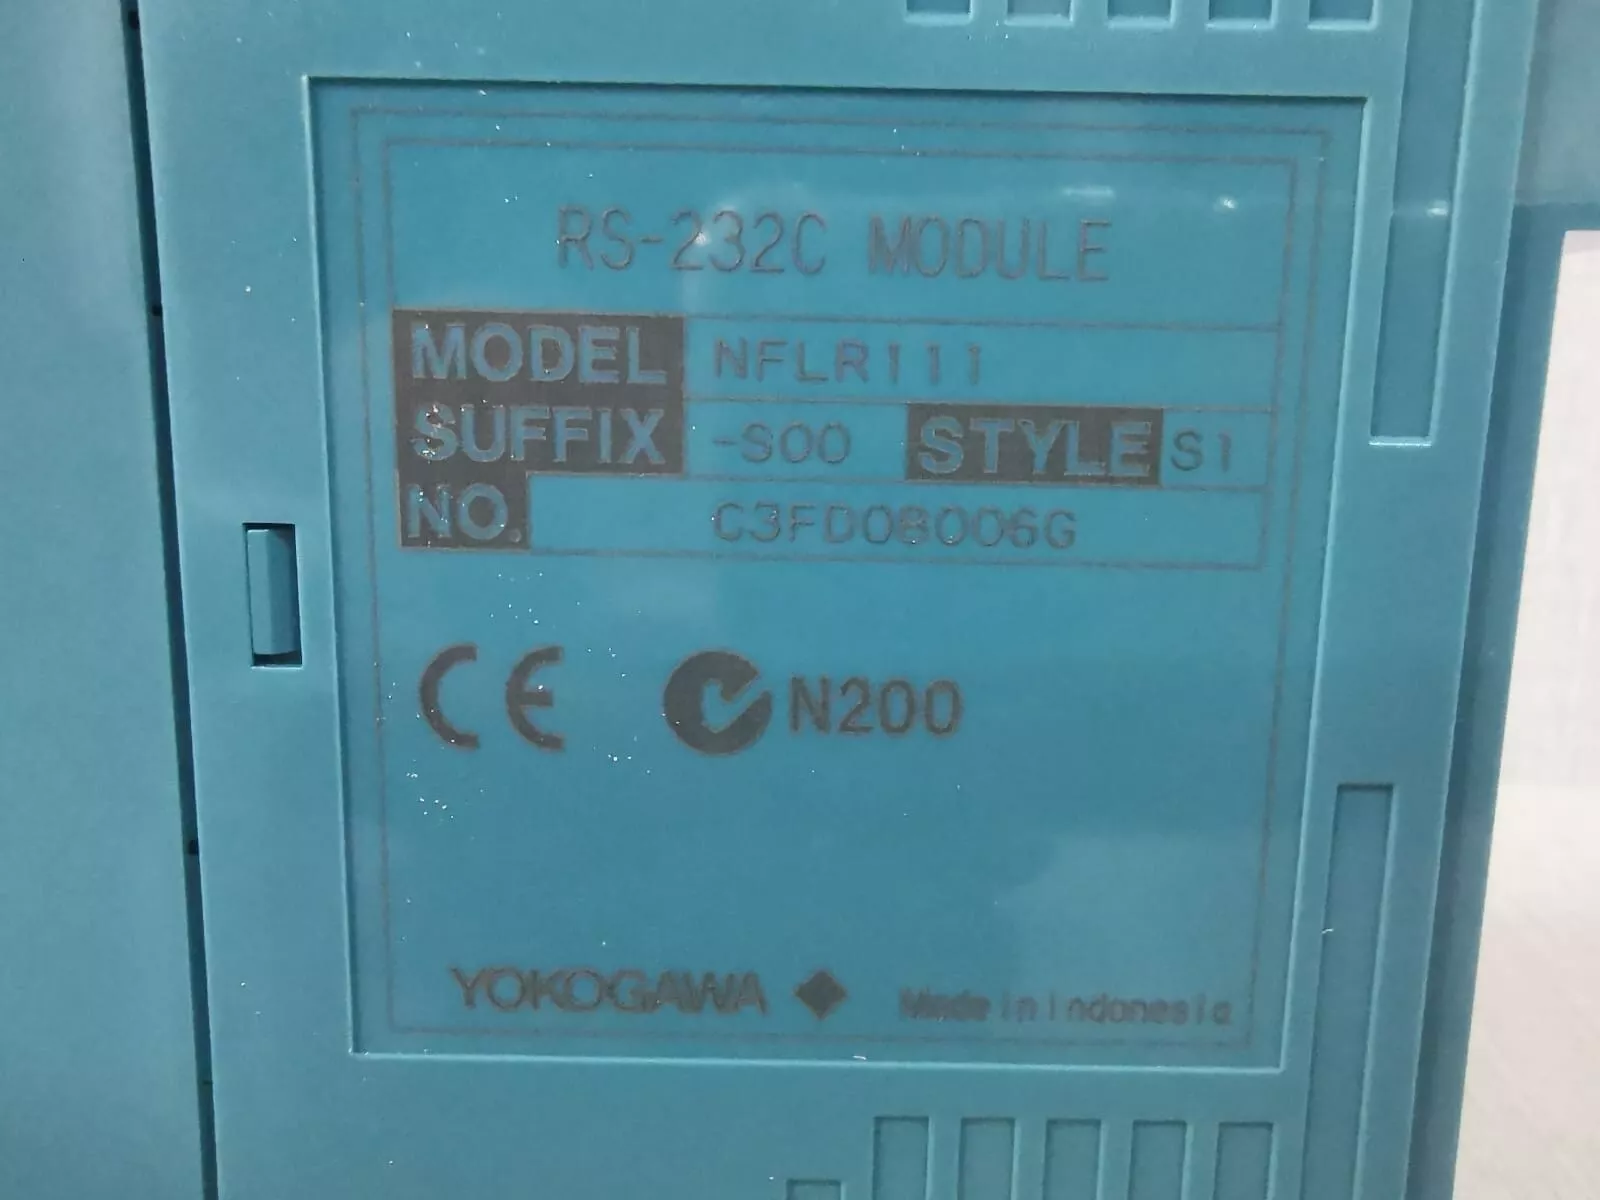 RS-232C MODULE
MODEL NFLR111
SUFFIX -S00 STYLE S1
NO. C3FD08006G
CE N200
YOKOGAWA Made in Indonesia